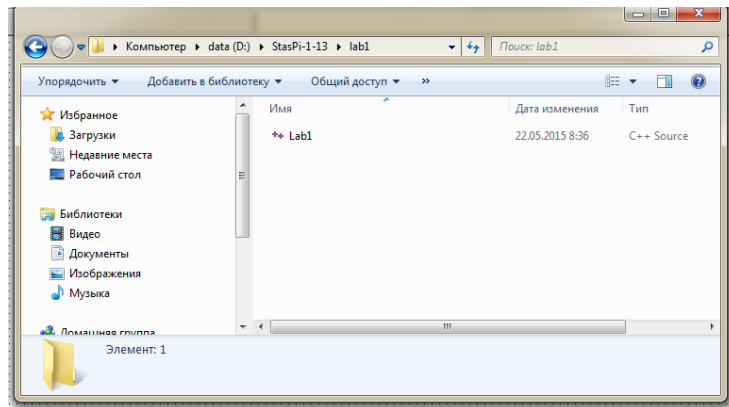 Компьютер ▸ data (D:) ▸ StasPi-1-13 ▸ lab1
Поиск: lab1
Упорядочить Добавить в библиотеку Общий доступ »
Избранное
Загрузки
Недавние места
Рабочий стол
Библиотеки
Видео
Документы
Изображения
Музыка
Домашняя группа
Имя Дата изменения Тип
Lab1 22.05.2015 8:36 C++ Source
Элемент: 1